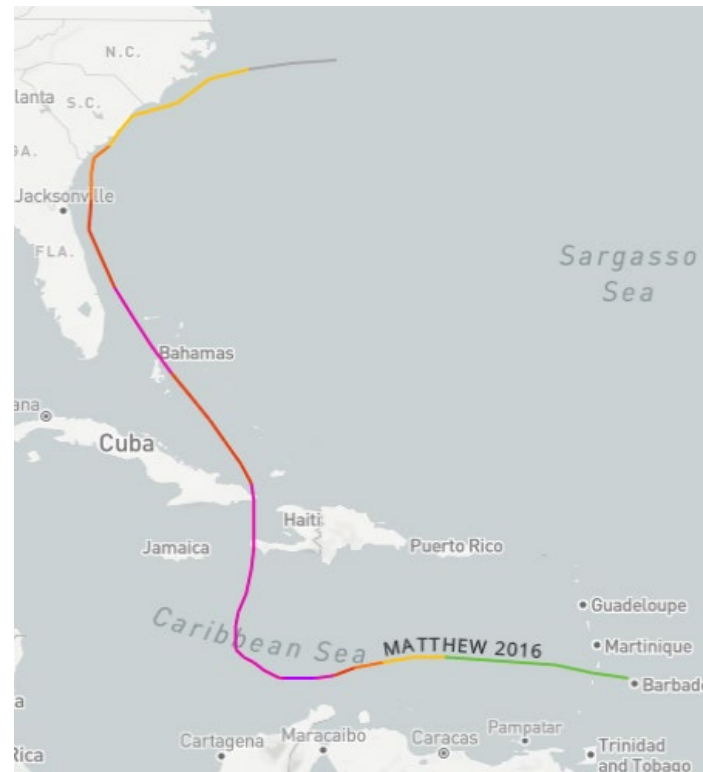 N.C.
lanta
S.C.
GA.
Jacksonville
FLA.
Sargasso
Sea
Bahamas
ana
Cuba
Haiti
Jamaica
Puerto Rico
Guadeloupe
Caribbean Sea
MATTHEW 2016
Martinique
Barbad
a
Pampatar
Cartagena
Maracaibo
Caracas
Rica
Trinidad
and Tobago